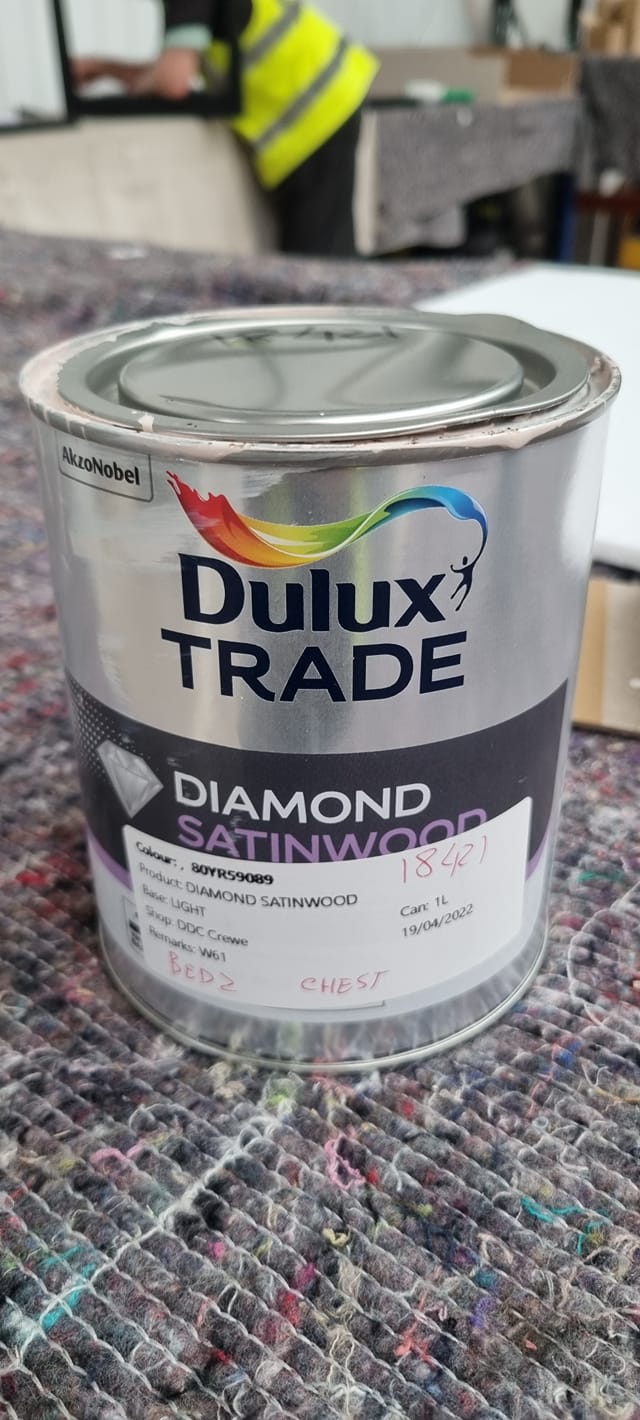 AkzoNobel
Dulux
TRADE
DIAMOND
SATINWOOD
Colour: , 80YR59089
18421
Product: DIAMOND SATINWOOD
Base: LIGHT
Can: 1L
Shop: DDC Crewe
19/04/2022
Remarks: W61
BED2 CHEST